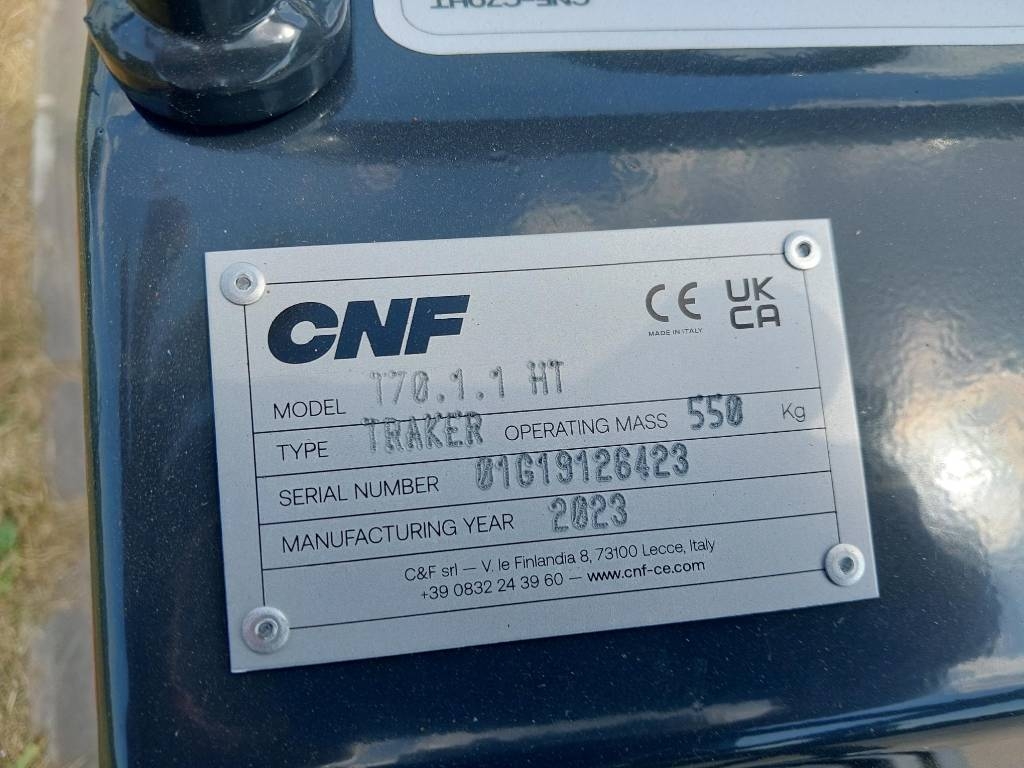 CNF
CE
MADE IN ITALY
UK
CA
MODEL T70.1.1 HT
TYPE TRAKER OPERATING MASS 550 Kg
SERIAL NUMBER 01G19126423
MANUFACTURING YEAR 2023
C&F srl — V. le Finlandia 8, 73100 Lecce, Italy
+39 0832 24 39 60 — www.cnf-ce.com